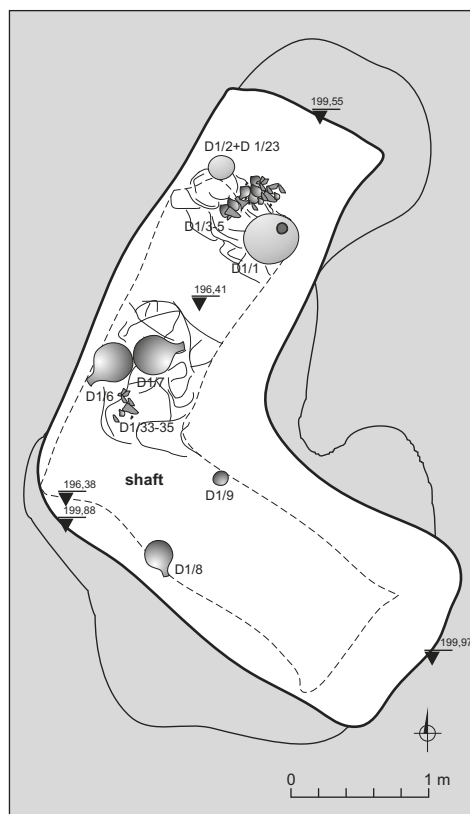 199,55
D1/2+D 1/23
D1/3-5
D1/1
196,41
D1/6
D1/7
D1/33-35
shaft
196,38
D1/9
199,88
D1/8
199,97
0 1 m